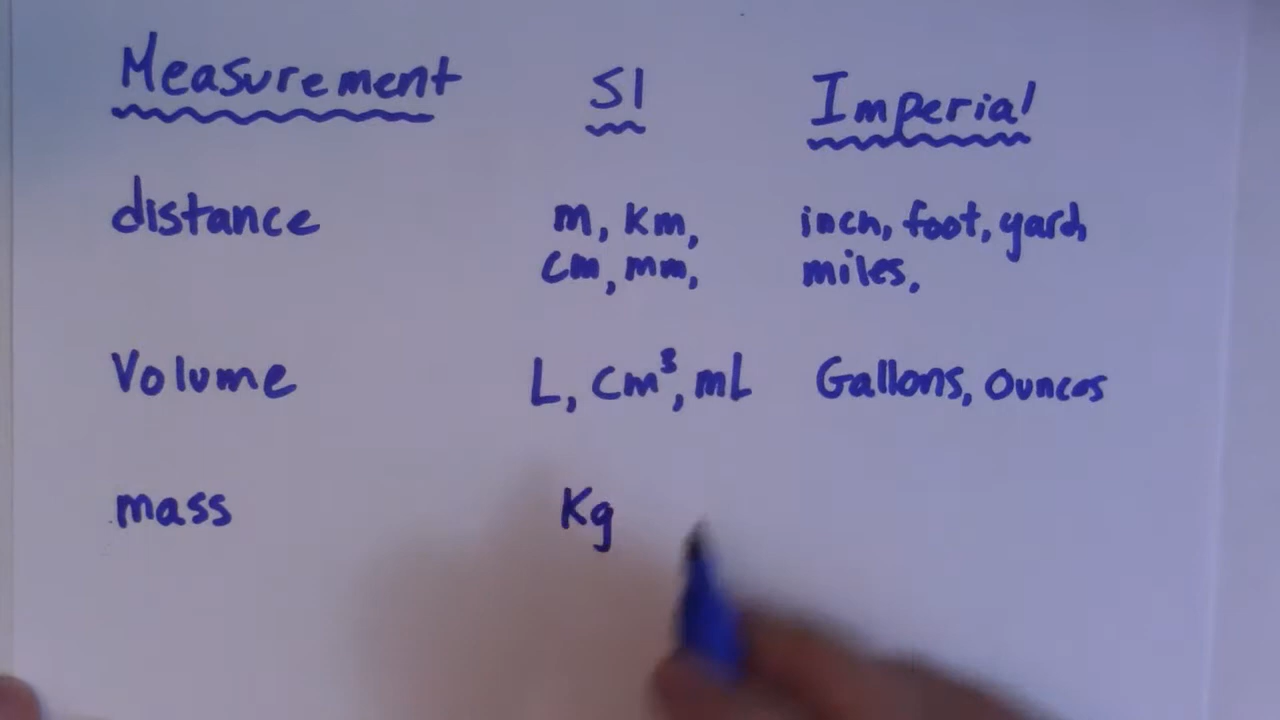 Measurement SI Imperial
distance m, km, inch, foot, yard,
cm, mm, miles,
Volume L, cm³, mL Gallons, Ounces
mass Kg